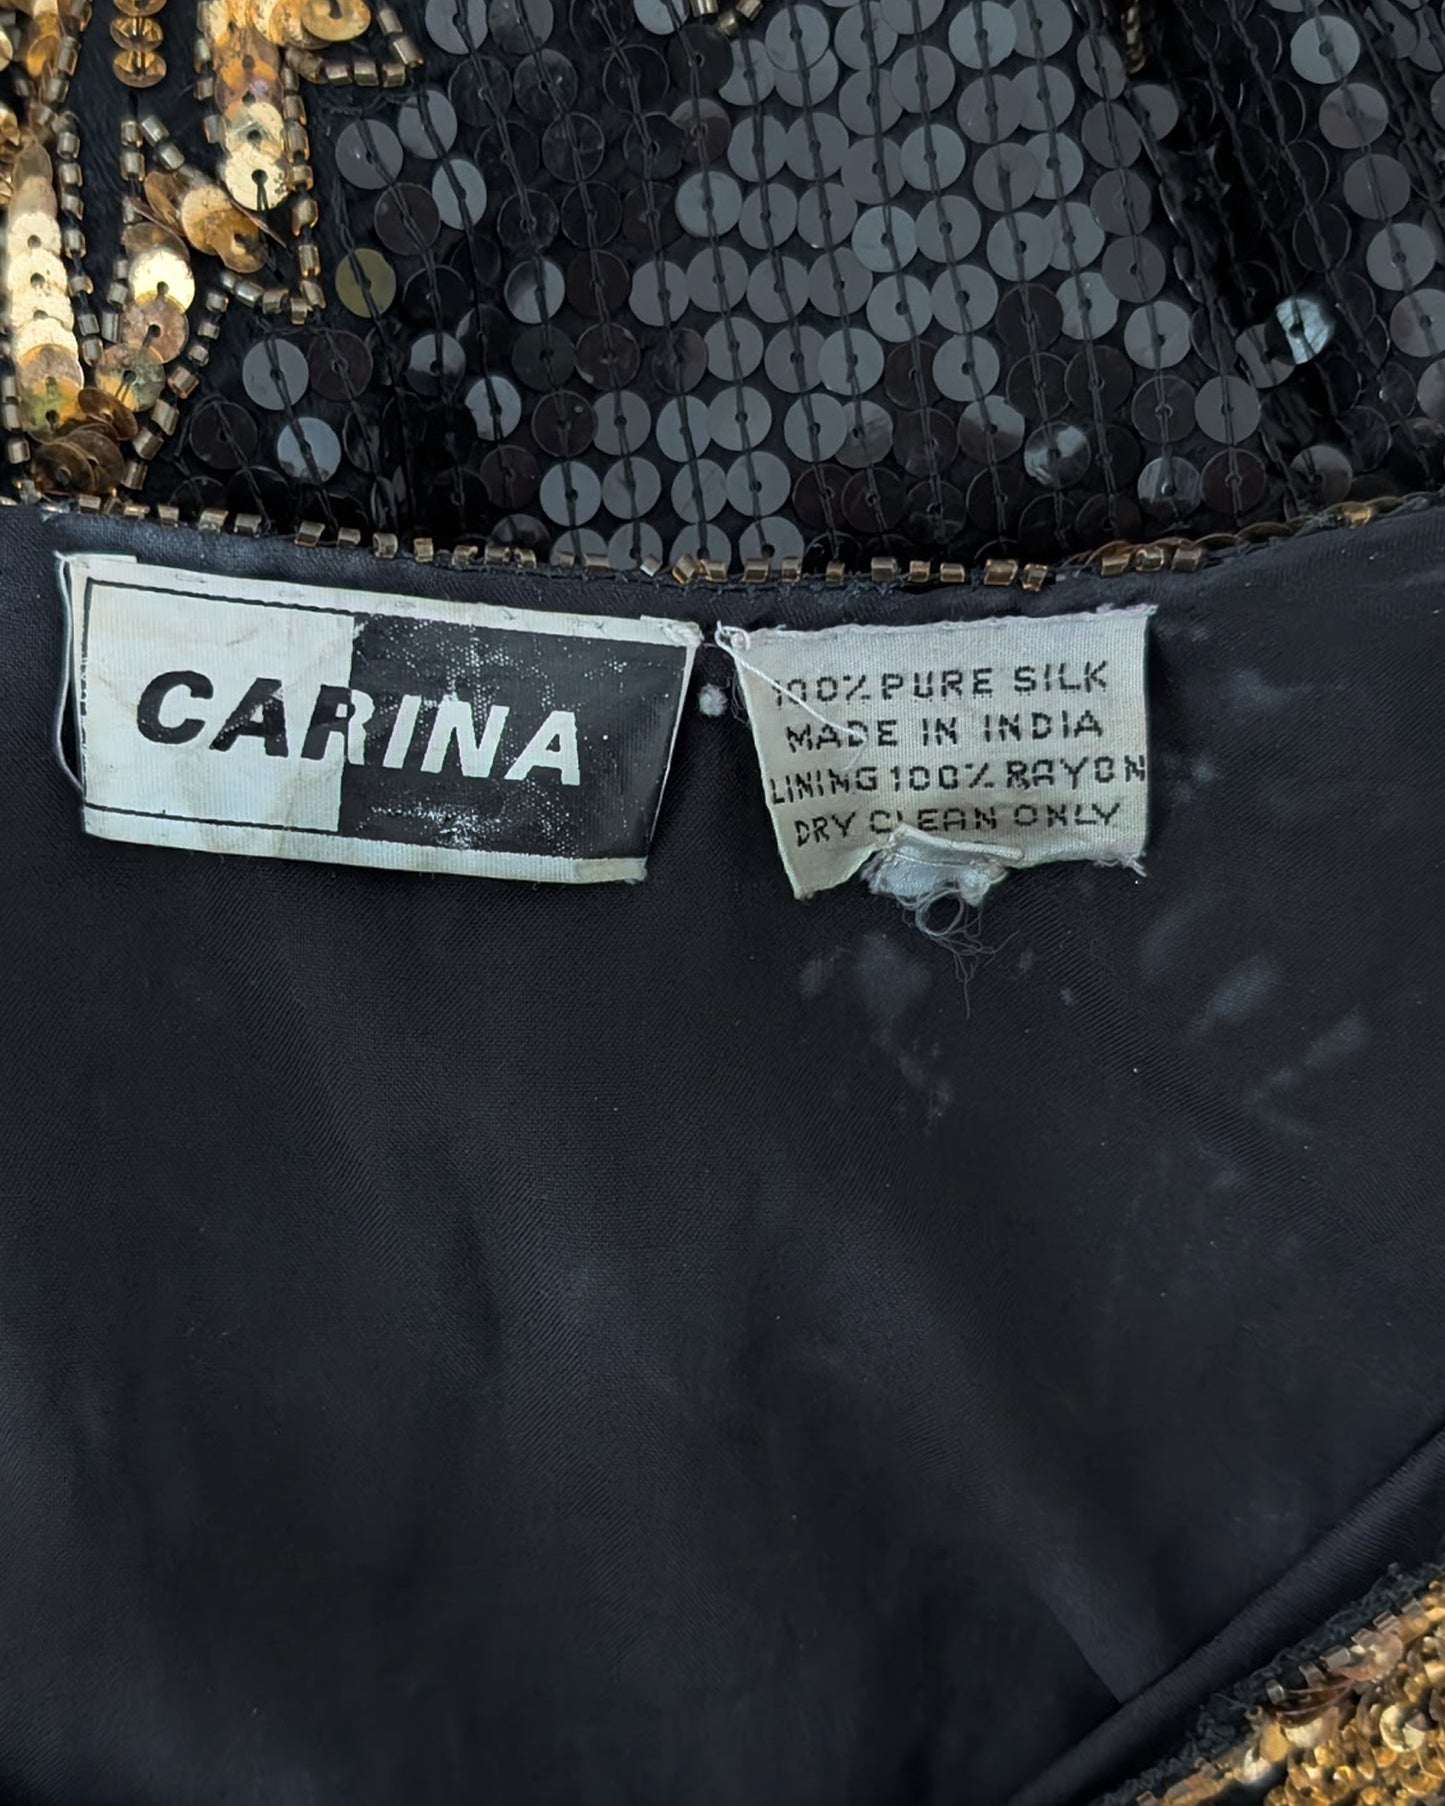 CARINA
100% PURE SILK
MADE IN INDIA
LINING 100% RAYON
DRY CLEAN ONLY